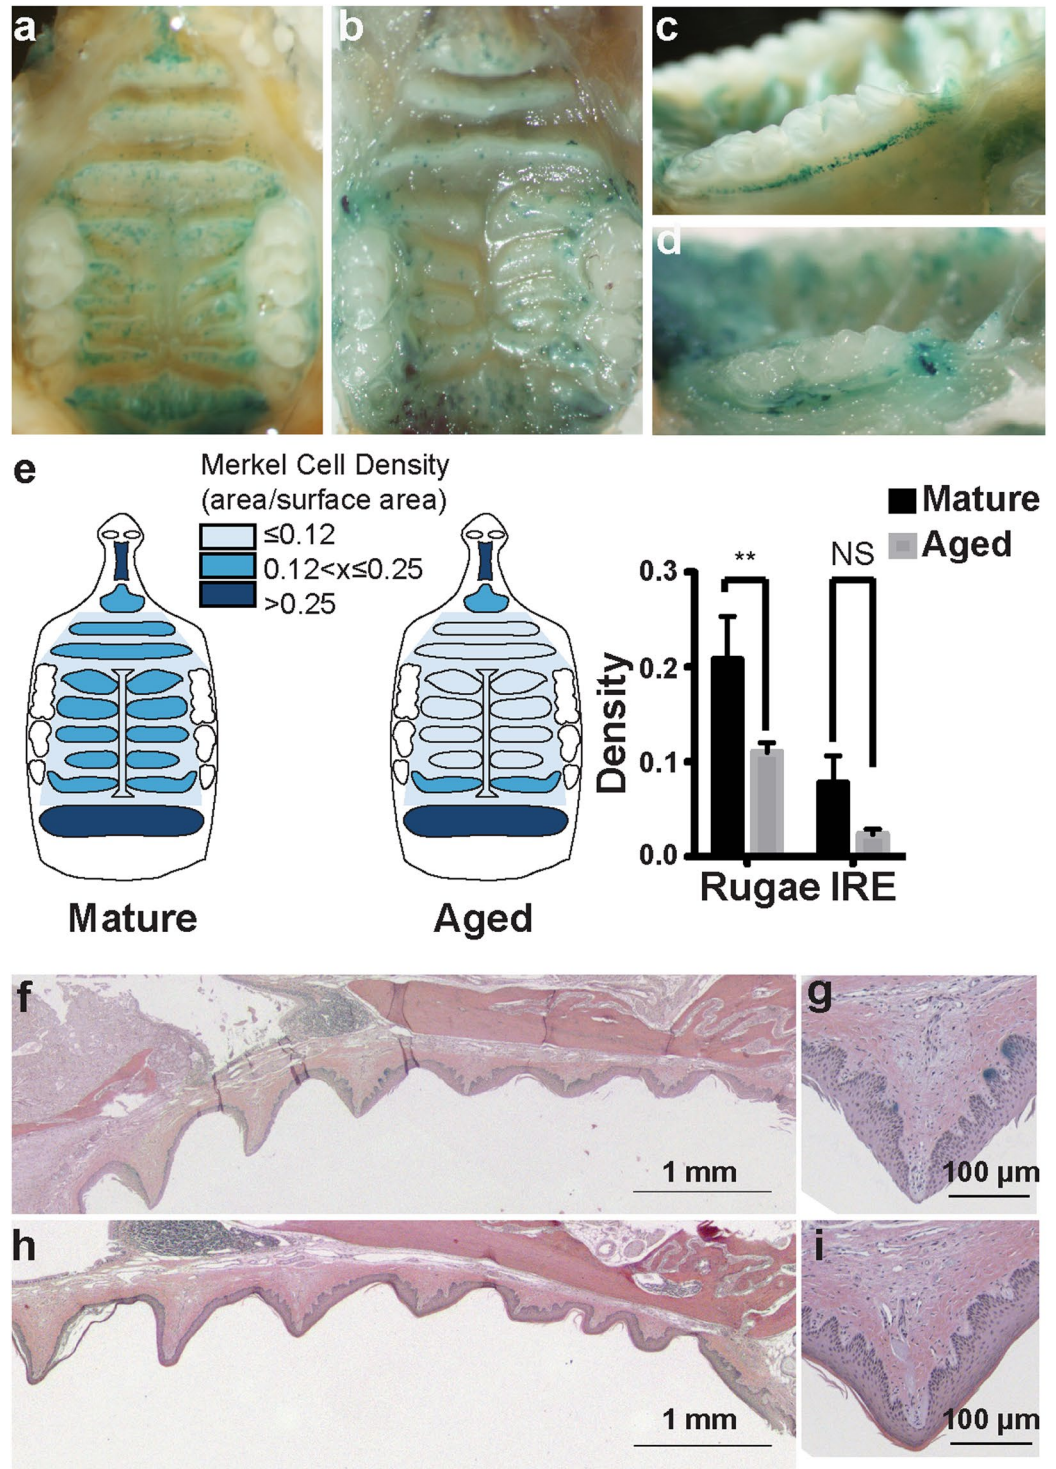 a
b
c
d
e
Merkel Cell Density
(area/surface area)
≤0.12
0.12<x≤0.25
>0.25
Mature
Aged
Mature
Aged
**
NS
0.3
0.2
0.1
0.0
Density
Rugae IRE
f
1 mm
g
100 µm
h
1 mm
i
100 µm